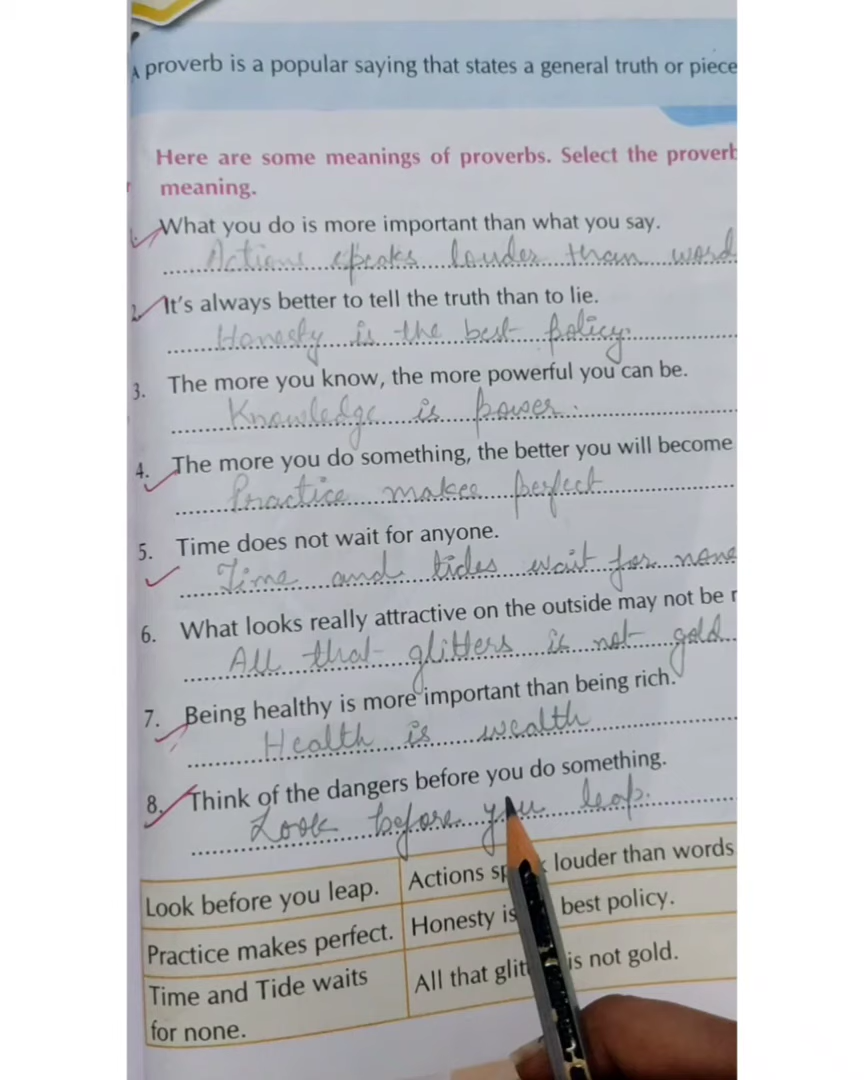 A proverb is a popular saying that states a general truth or piece
Here are some meanings of proverbs. Select the proverb
meaning.
1. What you do is more important than what you say.
Actions speaks louder than word
2. It's always better to tell the truth than to lie.
Honesty is the best policy.
3. The more you know, the more powerful you can be.
Knowledge is power.
4. The more you do something, the better you will become
Practice makes perfect
5. Time does not wait for anyone.
Time and tides wait for none
6. What looks really attractive on the outside may not be
All that glitters is not gold
7. Being healthy is more important than being rich.
Health is wealth
8. Think of the dangers before you do something.
Look before you leap.
Look before you leap. Actions louder than words
Practice makes perfect. Honesty is best policy.
Time and Tide waits All that is not gold.
for none.